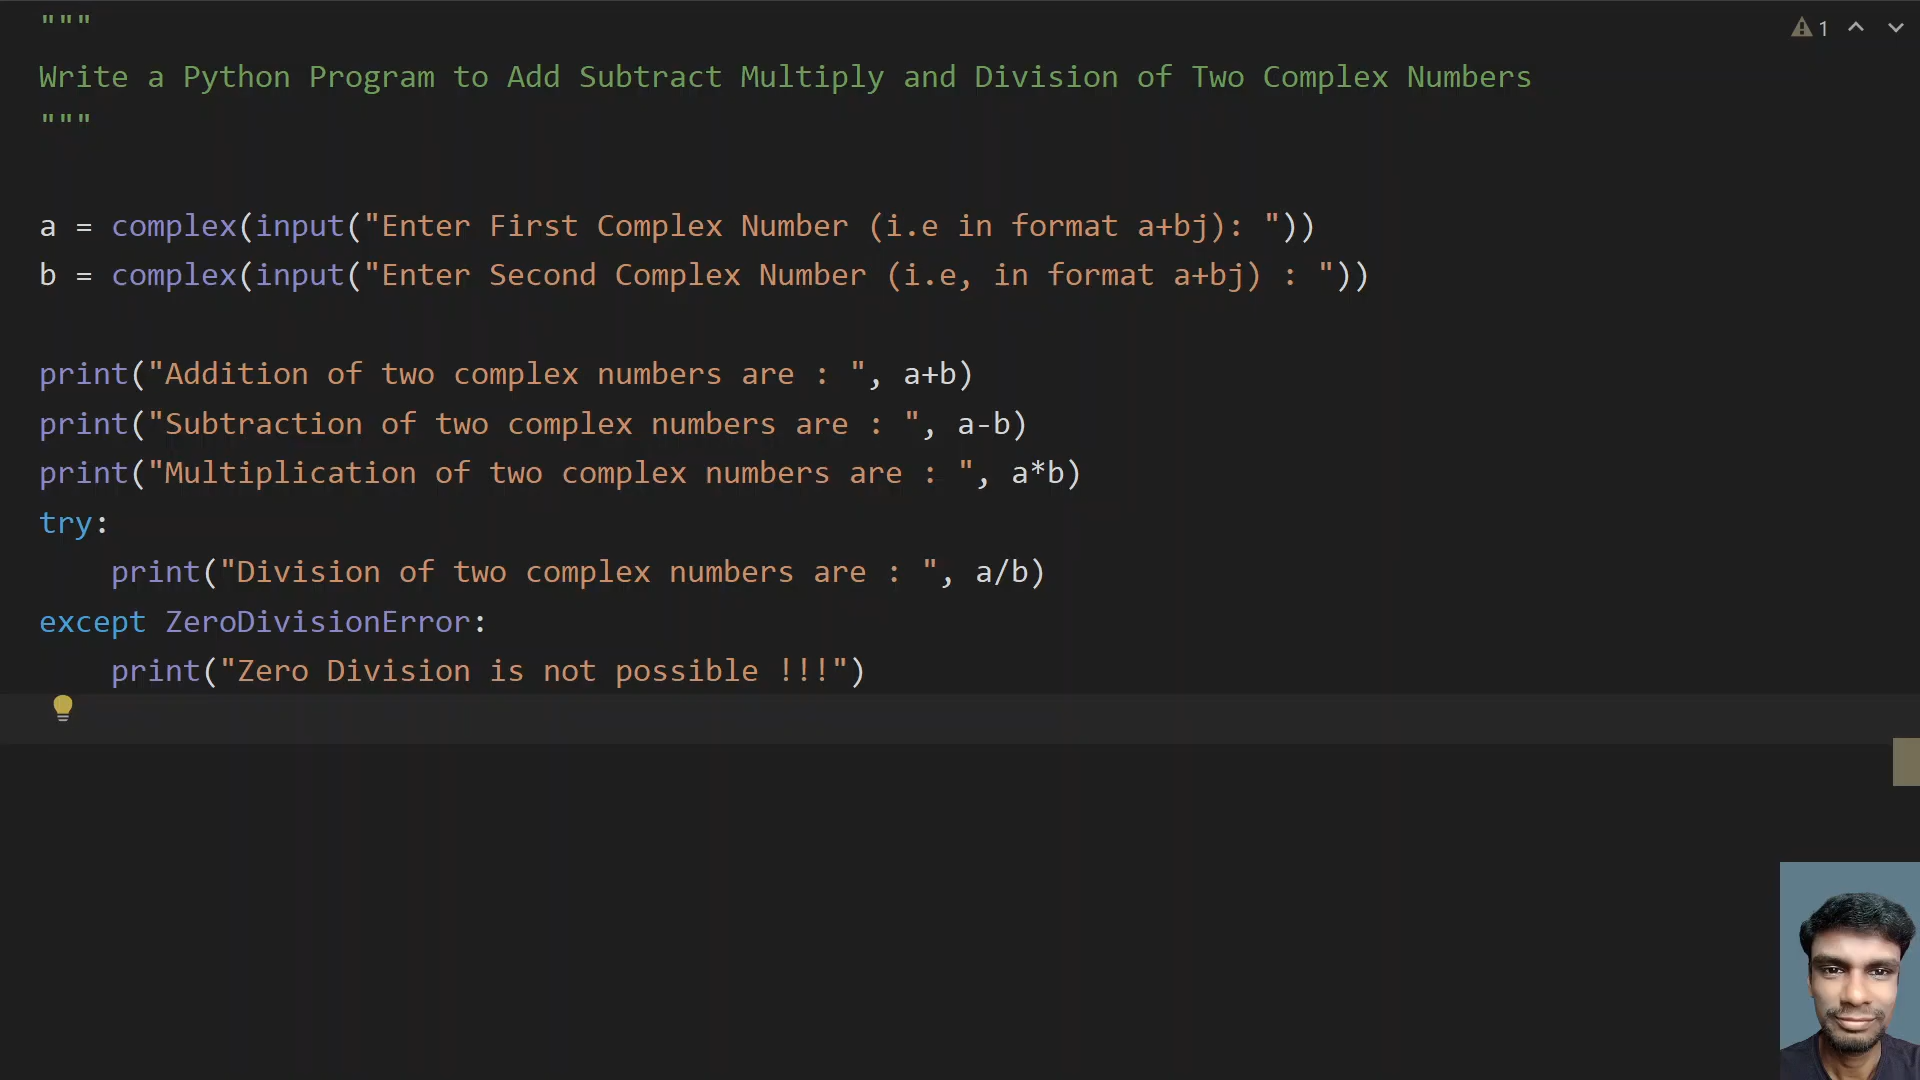 """
1
Write a Python Program to Add Subtract Multiply and Division of Two Complex Numbers
"""
a = complex(input("Enter First Complex Number (i.e in format a+bj): "))
b = complex(input("Enter Second Complex Number (i.e, in format a+bj) : "))
print("Addition of two complex numbers are : ", a+b)
print("Subtraction of two complex numbers are : ", a-b)
print("Multiplication of two complex numbers are : ", a*b)
try:
    print("Division of two complex numbers are : ", a/b)
except ZeroDivisionError:
    print("Zero Division is not possible !!!")